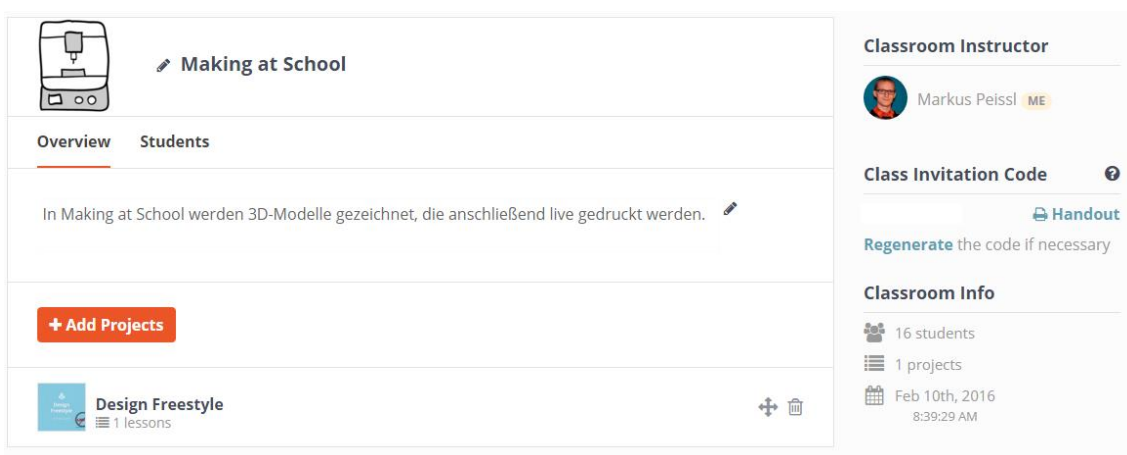 Making at School
Overview Students
In Making at School werden 3D-Modelle gezeichnet, die anschließend live gedruckt werden.
+ Add Projects
Design Freestyle
1 lessons
Classroom Instructor
Markus Peissl ME
Class Invitation Code ?
Handout
Regenerate the code if necessary
Classroom Info
16 students
1 projects
Feb 10th, 2016
8:39:29 AM